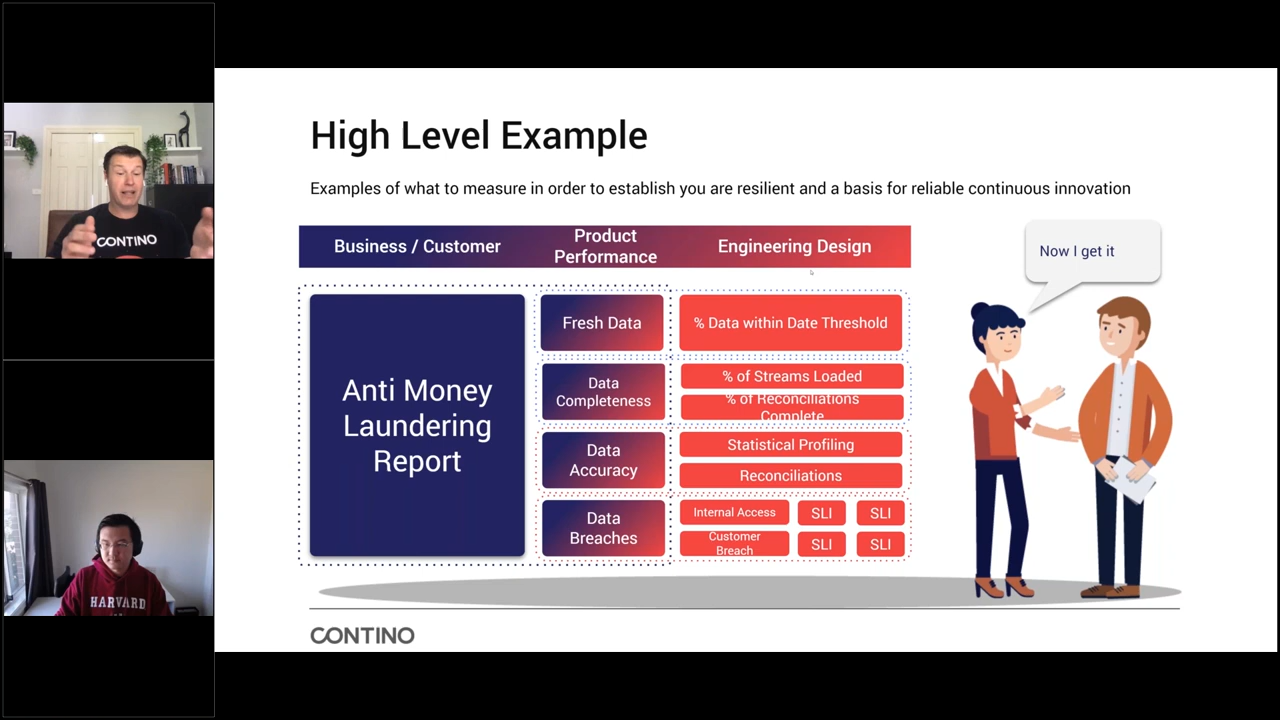 CONTINO
HARVARD
High Level Example
Examples of what to measure in order to establish you are resilient and a basis for reliable continuous innovation
Business / Customer
Product
Performance
Engineering Design
Now I get it
Anti Money
Laundering
Report
Fresh Data
% Data within Date Threshold
Data
Completeness
% of Streams Loaded
% of Reconciliations
Complete
Data
Accuracy
Statistical Profiling
Reconciliations
Data
Breaches
Internal Access
SLI
SLI
Customer
Breach
SLI
SLI
CONTINO